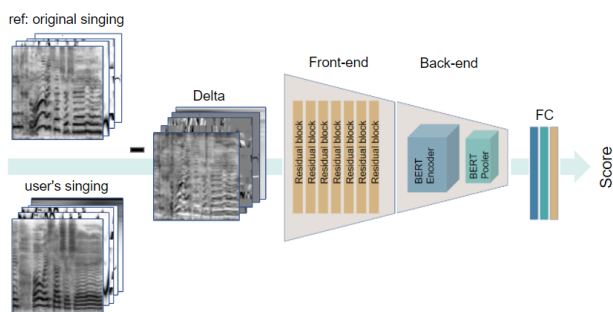 ref: original singing
Front-end
Back-end
Delta
FC
Residual block
Residual block
Residual block
Residual block
Residual block
Residual block
Residual block
BERT
Encoder
BERT
Pooler
Score
user's singing